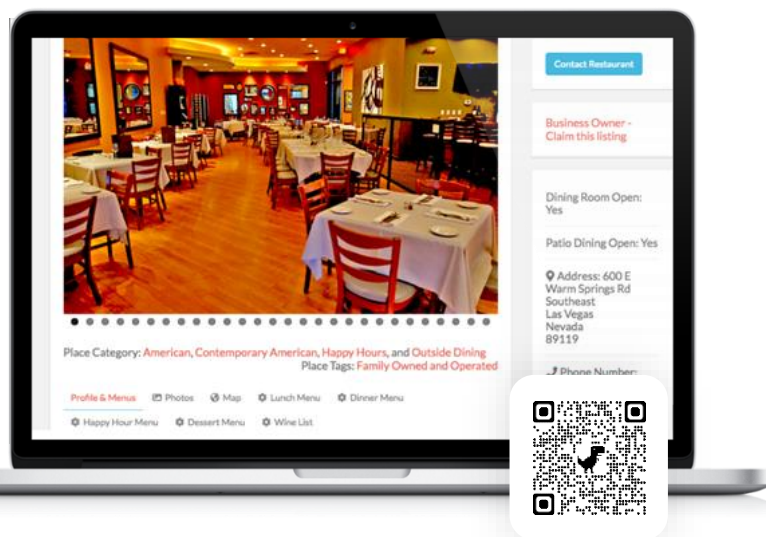 Contact Restaurant
Business Owner -
Claim this listing
Dining Room Open:
Yes
Patio Dining Open: Yes
Address: 600 E
Warm Springs Rd
Southeast
Las Vegas
Nevada
89119
Phone Number:
Place Category: American, Contemporary American, Happy Hours, and Outside Dining
Place Tags: Family Owned and Operated
Profile & Menus Photos Map Lunch Menu Dinner Menu
Happy Hour Menu Dessert Menu Wine List